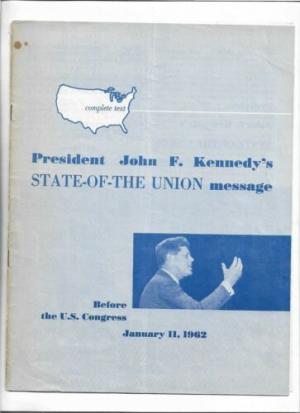 complete text
President John F. Kennedy's
STATE-OF-THE UNION message
Before
the U.S. Congress
January 11, 1962